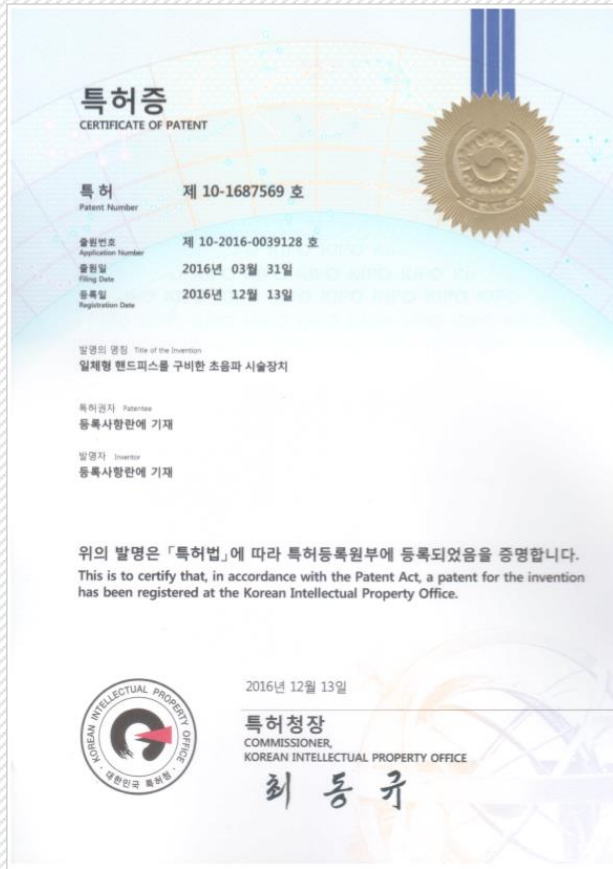 특허증
CERTIFICATE OF PATENT
특 허 제 10-1687569 호
Patent Number
출원번호 제 10-2016-0039128 호
Application Number
출원일 2016년 03월 31일
Filing Date
등록일 2016년 12월 13일
Registration Date
발명의 명칭 Title of the Invention
일체형 핸드피스를 구비한 초음파 시술장치
특허권자 Patentee
등록사항란에 기재
발명자 Inventor
등록사항란에 기재
위의 발명은 「특허법」에 따라 특허등록원부에 등록되었음을 증명합니다.
This is to certify that, in accordance with the Patent Act, a patent for the invention
has been registered at the Korean Intellectual Property Office.
2016년 12월 13일
특허청장
COMMISSIONER,
KOREAN INTELLECTUAL PROPERTY OFFICE
최 동 규
KOREAN INTELLECTUAL PROPERTY OFFICE
대한민국 특허청